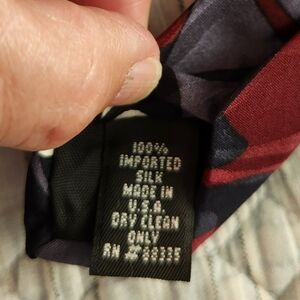 100%
IMPORTED
SILK
MADE IN
U.S.A.
DRY CLEAN
ONLY
RN #88335